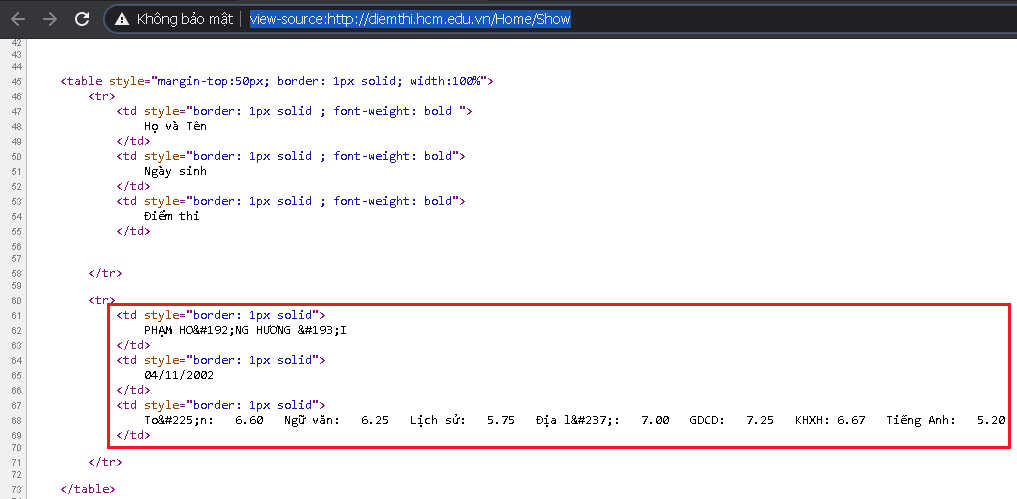 Không bảo mật | view-source:http://diemthi.hcm.edu.vn/Home/Show
42
43
44
45 <table style="margin-top:50px; border: 1px solid; width:100%">
46 <tr>
47 <td style="border: 1px solid ; font-weight: bold ">
48 Họ và Tên
49 </td>
50 <td style="border: 1px solid ; font-weight: bold">
51 Ngày sinh
52 </td>
53 <td style="border: 1px solid ; font-weight: bold">
54 Điểm thi
55 </td>
56
57
58 </tr>
59
60 <tr>
61 <td style="border: 1px solid">
62 PHẠM HO&#192;NG HƯƠNG &#193;I
63 </td>
64 <td style="border: 1px solid">
65 04/11/2002
66 </td>
67 <td style="border: 1px solid">
68 To&#225;n: 6.60 Ngữ văn: 6.25 Lịch sử: 5.75 Địa l&#237;: 7.00 GDCD: 7.25 KHXH: 6.67 Tiếng Anh: 5.20
69 </td>
70
71 </tr>
72
73 </table>